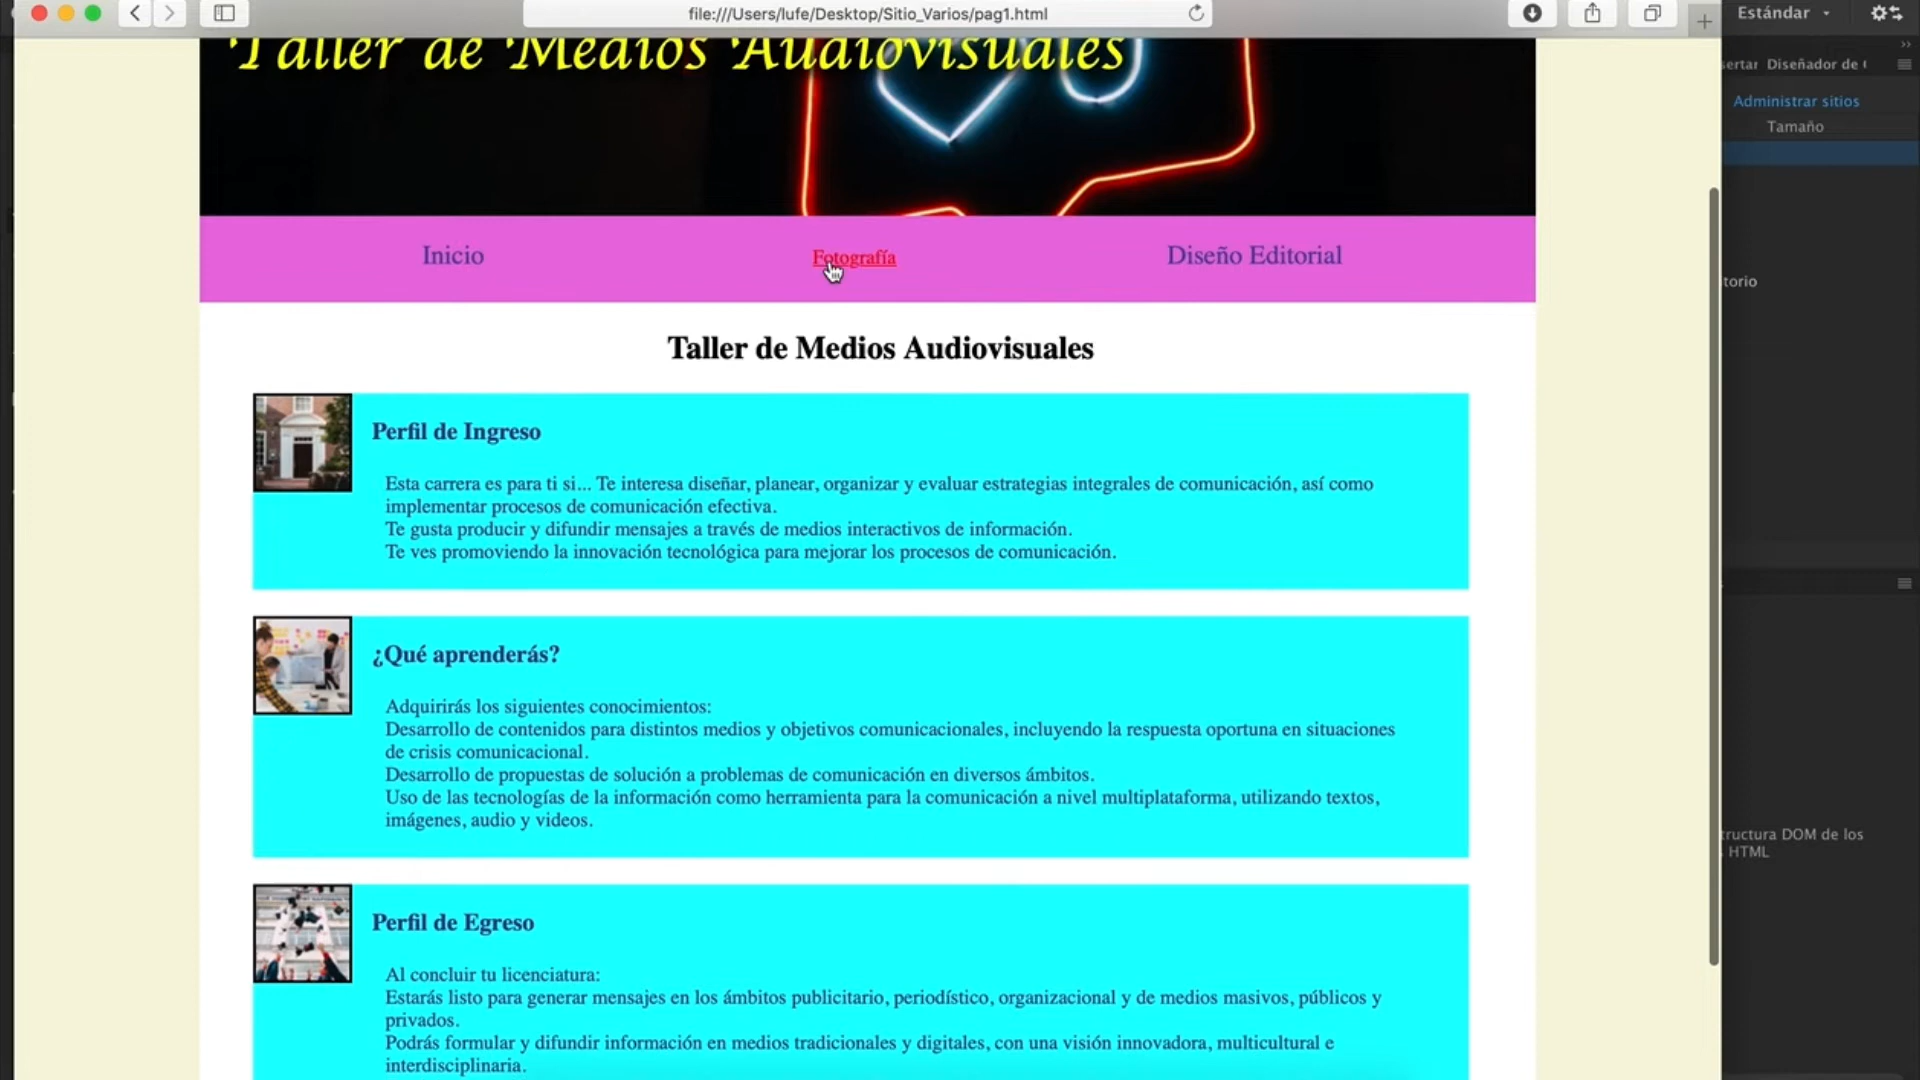 file:///Users/lufe/Desktop/Sitio_Varios/pag1.html
Estándar
Taller de Medios Audiovisuales
sertar Diseñador de
Administrar sitios
Tamaño
Inicio
Fotografía
Diseño Editorial
torio
Taller de Medios Audiovisuales
Perfil de Ingreso
Esta carrera es para ti si... Te interesa diseñar, planear, organizar y evaluar estrategias integrales de comunicación, así como
implementar procesos de comunicación efectiva.
Te gusta producir y difundir mensajes a través de medios interactivos de información.
Te ves promoviendo la innovación tecnológica para mejorar los procesos de comunicación.
¿Qué aprenderás?
Adquirirás los siguientes conocimientos:
Desarrollo de contenidos para distintos medios y objetivos comunicacionales, incluyendo la respuesta oportuna en situaciones
de crisis comunicacional.
Desarrollo de propuestas de solución a problemas de comunicación en diversos ámbitos.
Uso de las tecnologías de la información como herramienta para la comunicación a nivel multiplataforma, utilizando textos,
imágenes, audio y videos.
tructura DOM de los
HTML
Perfil de Egreso
Al concluir tu licenciatura:
Estarás listo para generar mensajes en los ámbitos publicitario, periodístico, organizacional y de medios masivos, públicos y
privados.
Podrás formular y difundir información en medios tradicionales y digitales, con una visión innovadora, multicultural e
interdisciplinaria.